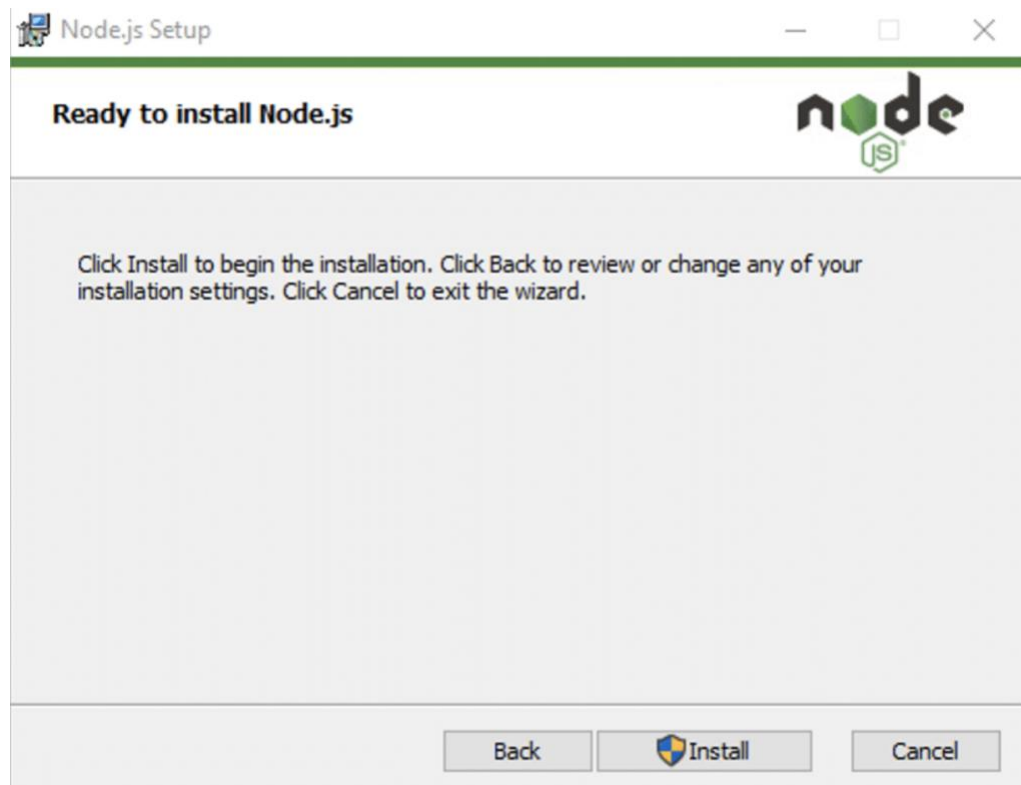 Node.js Setup
Ready to install Node.js
node
JS
Click Install to begin the installation. Click Back to review or change any of your
installation settings. Click Cancel to exit the wizard.
Back
Install
Cancel